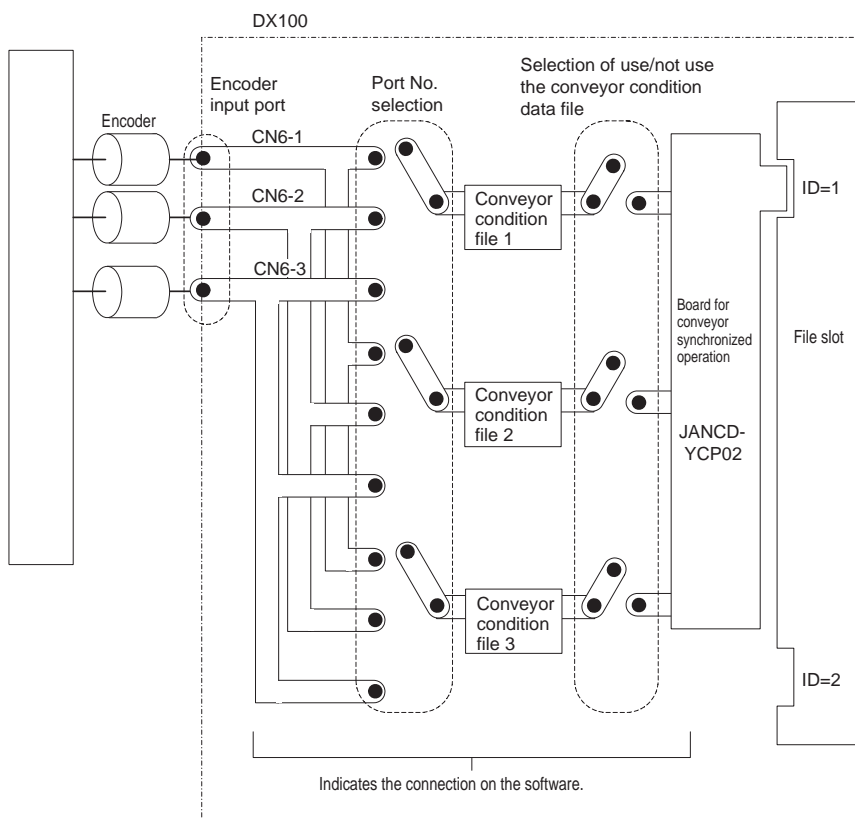 DX100
Encoder
input port
Port No.
selection
Selection of use/not use
the conveyor condition
data file
Encoder
CN6-1
CN6-2
CN6-3
Conveyor
condition
file 1
Conveyor
condition
file 2
Conveyor
condition
file 3
Board for
conveyor
synchronized
operation
JANCD-
YCP02
ID=1
File slot
ID=2
Indicates the connection on the software.